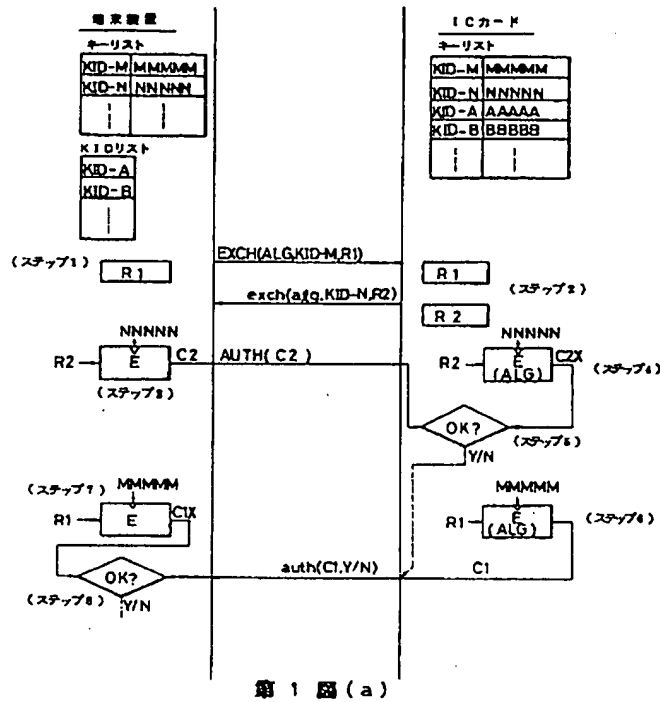 端末装置
ICカード
キーリスト
キーリスト
KID-M MMMMM
KID-N NNNNN
KID-M MMMMM
KID-N NNNNN
KID-A AAAAA
KID-B BBBBB
KIDリスト
KID-A
KID-B
(ステップ1)
R1
EXCH(ALG,KID-M,R1)
R1
(ステップ2)
exch(alg,KID-N,R2)
R2
NNNNN
R2
E
C2
AUTH(C2)
(ステップ3)
NNNNN
R2
E
(ALG)
C2X
(ステップ4)
OK?
(ステップ5)
Y/N
(ステップ7)
MMMMM
R1
E
C1X
MMMMM
R1
E
(ALG)
(ステップ6)
OK?
auth(C1,Y/N)
C1
(ステップ8)
Y/N
第1図(a)